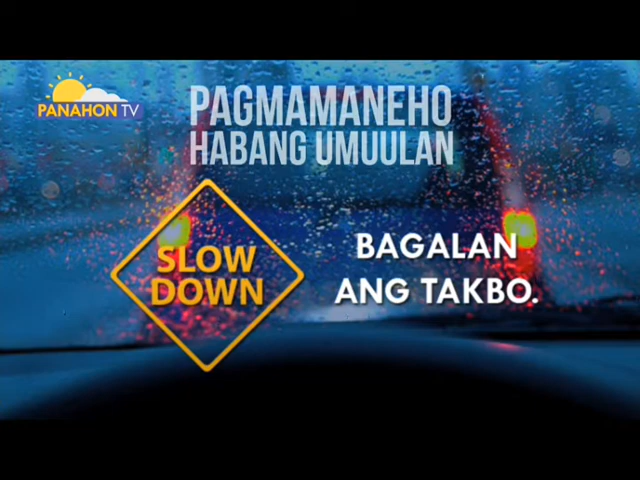 PANAHON TV
PAGMAMANEHO
HABANG UMUULAN
SLOW
DOWN
BAGALAN
ANG TAKBO.